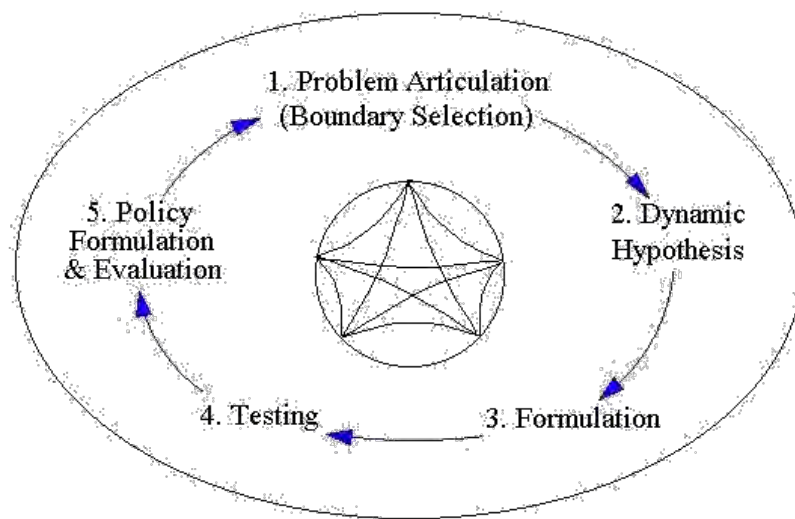 1. Problem Articulation
(Boundary Selection)
2. Dynamic
Hypothesis
3. Formulation
4. Testing
5. Policy
Formulation
& Evaluation